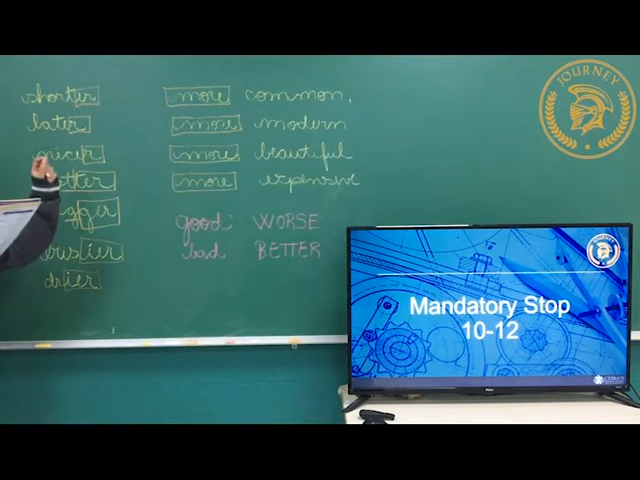 shorter more common,
later more modern
nicer more beautiful
more expensive
good: WORSE
bad BETTER
drier
JOURNEY
Mandatory Stop
10-12